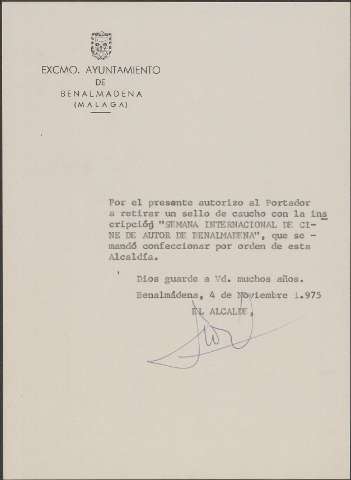 EXCMO. AYUNTAMIENTO
DE
BENALMADENA
(MALAGA)
Por el presente autorizo al Portador
a retirar un sello de caucho con la ins
cripción "SEMANA INTERNACIONAL DE CI-
NE DE AUTOR DE BENALMADENA", que se -
mandó confeccionar por orden de esta
Alcaldía.
Dios guarde a Vd. muchos años.
Benalmádena, 4 de Noviembre 1.975
EL ALCALDE,